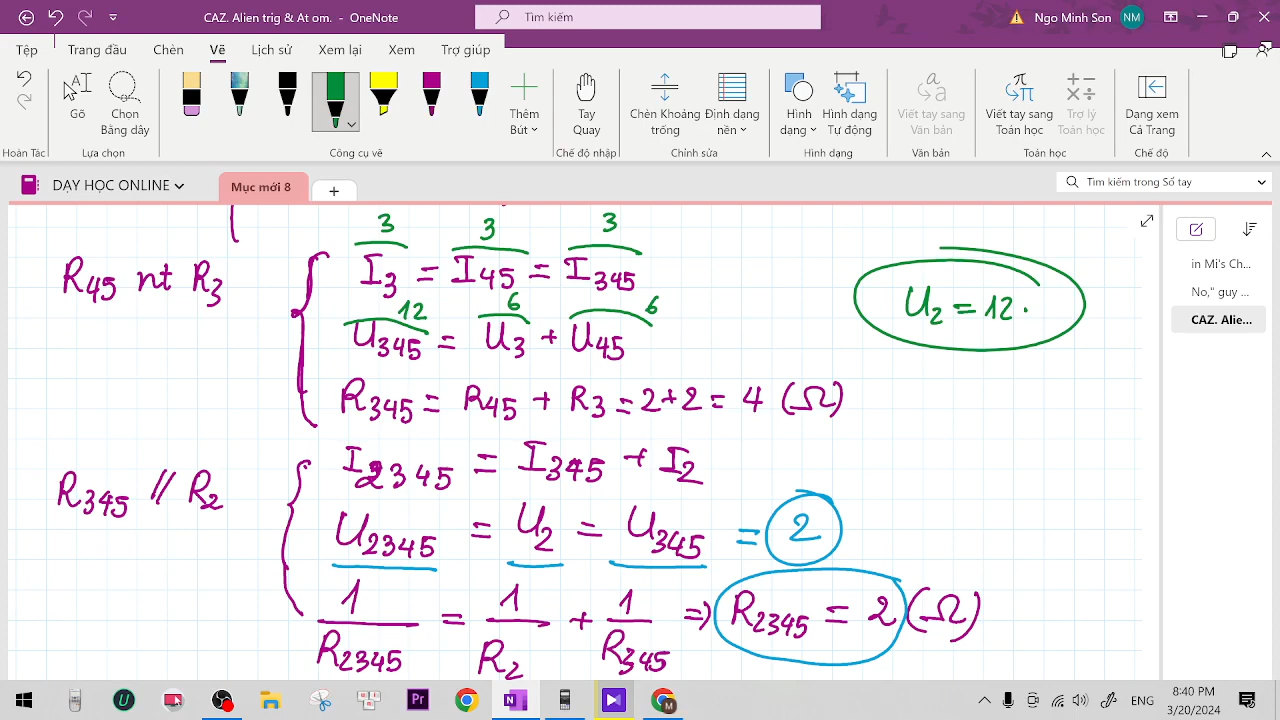 CAZ. Alien trg A+ 1. - OneNote
Tìm kiếm
Ngo Minh Son
NM
Tệp
Trang đầu
Chèn
Vẽ
Lịch sử
Xem lại
Xem
Trợ giúp
Gõ
Chọn Bằng dây
Thêm Bút
Tay Quay
Chèn Khoảng trống
Định dạng nền
Hình dạng
Hình dạng Tự động
Viết tay sang Văn bản
Viết tay sang Toán học
Trợ lý Toán học
Dạng xem Cả Trang
Hoàn Tác
Lựa chọn
Công cụ vẽ
Chế độ nhập
Chỉnh sửa
Hình dạng
Văn bản
Toán học
Chế độ
DẠY HỌC ONLINE
Mục mới 8
+
Tìm kiếm trong Sổ tay
in Mi's Ch...
No," guy ...
CAZ. Alie...
3 3 3
R45 nt R3
I3 = I45 = I345
12 6 6
U345 = U3 + U45
U2 = 12.
R345 = R45 + R3 = 2+2 = 4 (Ω)
R345 // R2
I2345 = I345 + I2
U2345 = U2 = U345 = 2
1/R2345 = 1/R2 + 1/R345 => R2345 = 2 (Ω)
ENG
8:40 PM
3/20/2024